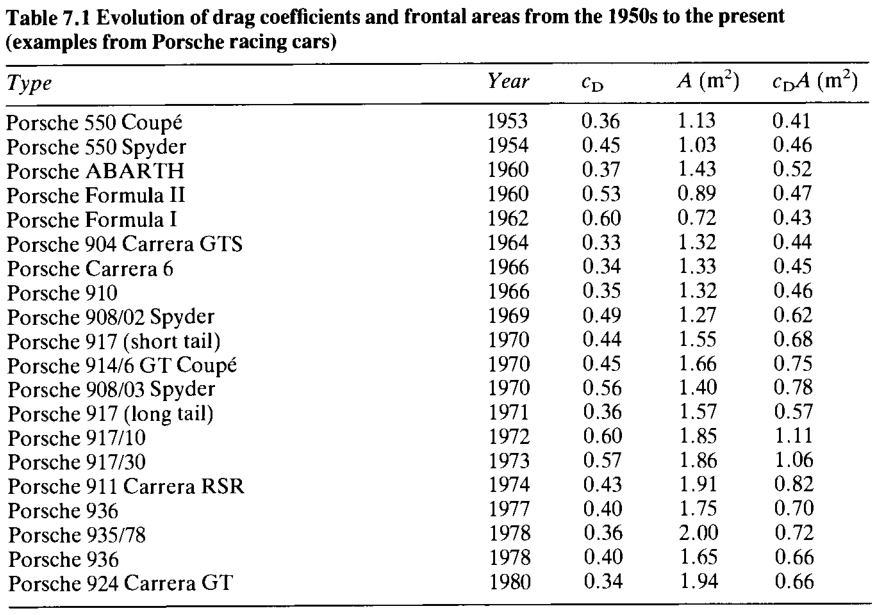 Table 7.1 Evolution of drag coefficients and frontal areas from the 1950s to the present
(examples from Porsche racing cars)
Type Year cD A (m²) cDA (m²)
Porsche 550 Coupé 1953 0.36 1.13 0.41
Porsche 550 Spyder 1954 0.45 1.03 0.46
Porsche ABARTH 1960 0.37 1.43 0.52
Porsche Formula II 1960 0.53 0.89 0.47
Porsche Formula I 1962 0.60 0.72 0.43
Porsche 904 Carrera GTS 1964 0.33 1.32 0.44
Porsche Carrera 6 1966 0.34 1.33 0.45
Porsche 910 1966 0.35 1.32 0.46
Porsche 908/02 Spyder 1969 0.49 1.27 0.62
Porsche 917 (short tail) 1970 0.44 1.55 0.68
Porsche 914/6 GT Coupé 1970 0.45 1.66 0.75
Porsche 908/03 Spyder 1970 0.56 1.40 0.78
Porsche 917 (long tail) 1971 0.36 1.57 0.57
Porsche 917/10 1972 0.60 1.85 1.11
Porsche 917/30 1973 0.57 1.86 1.06
Porsche 911 Carrera RSR 1974 0.43 1.91 0.82
Porsche 936 1977 0.40 1.75 0.70
Porsche 935/78 1978 0.36 2.00 0.72
Porsche 936 1978 0.40 1.65 0.66
Porsche 924 Carrera GT 1980 0.34 1.94 0.66